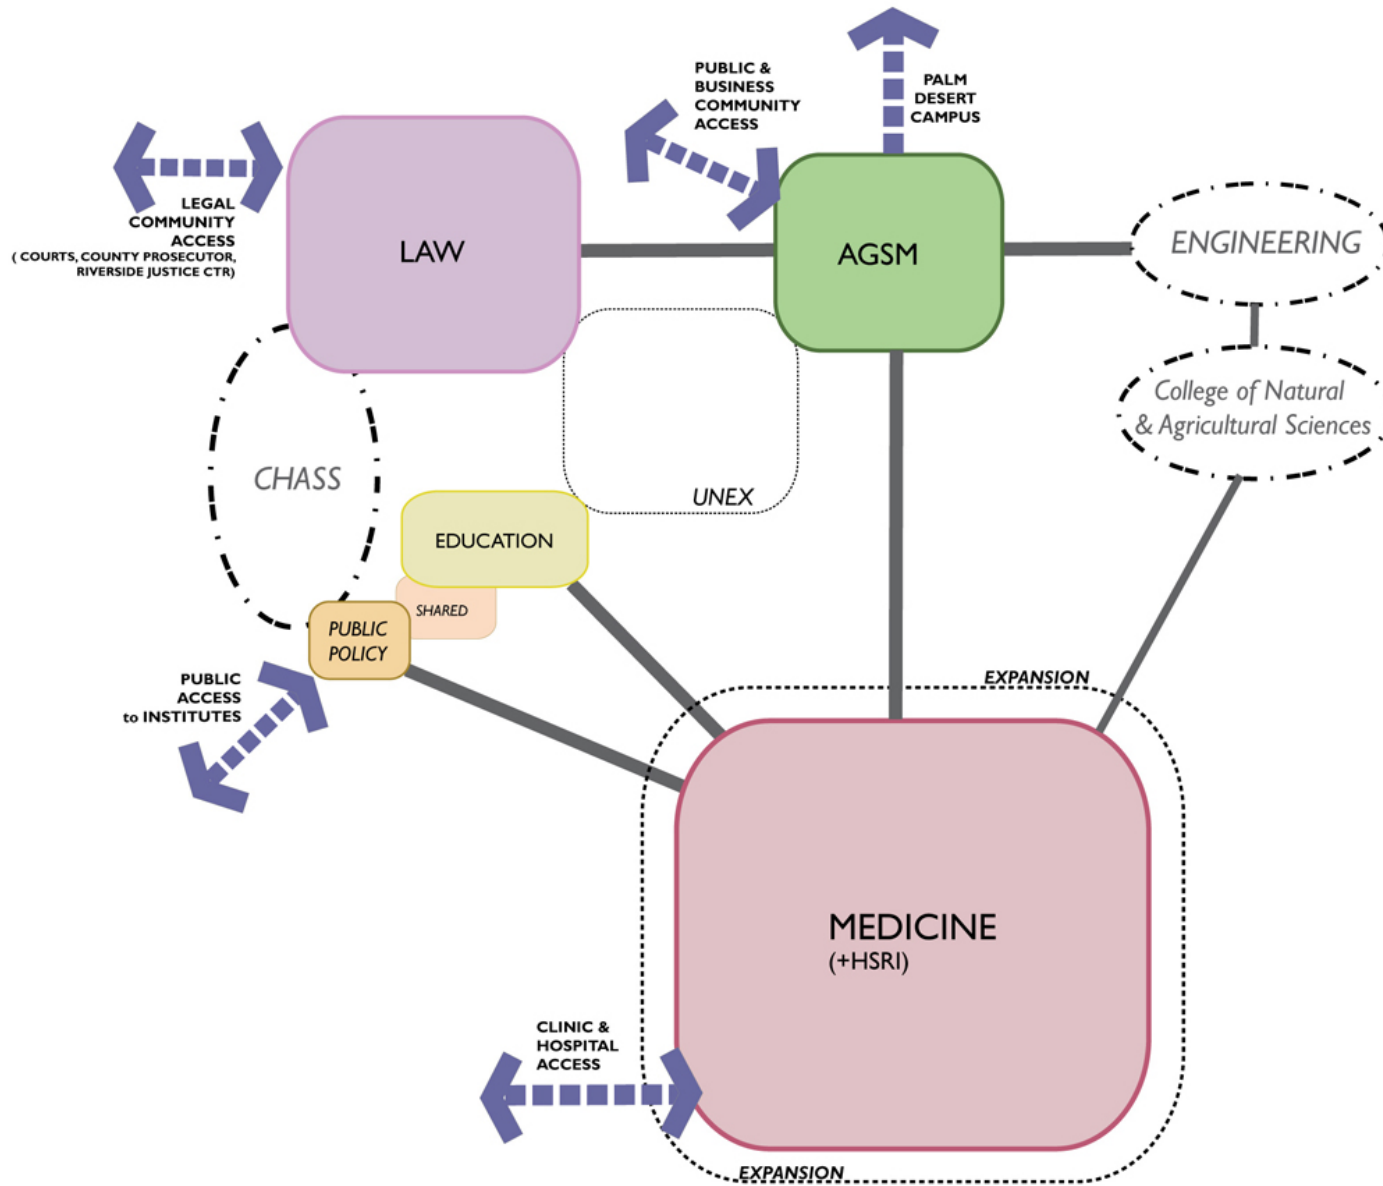 PUBLIC &
BUSINESS
COMMUNITY
ACCESS
PALM
DESERT
CAMPUS
LEGAL
COMMUNITY
ACCESS
( COURTS, COUNTY PROSECUTOR,
RIVERSIDE JUSTICE CTR)
LAW
AGSM
ENGINEERING
College of Natural
& Agricultural Sciences
CHASS
UNEX
EDUCATION
SHARED
PUBLIC
POLICY
PUBLIC
ACCESS
to INSTITUTES
EXPANSION
MEDICINE
(+HSRI)
CLINIC &
HOSPITAL
ACCESS
EXPANSION